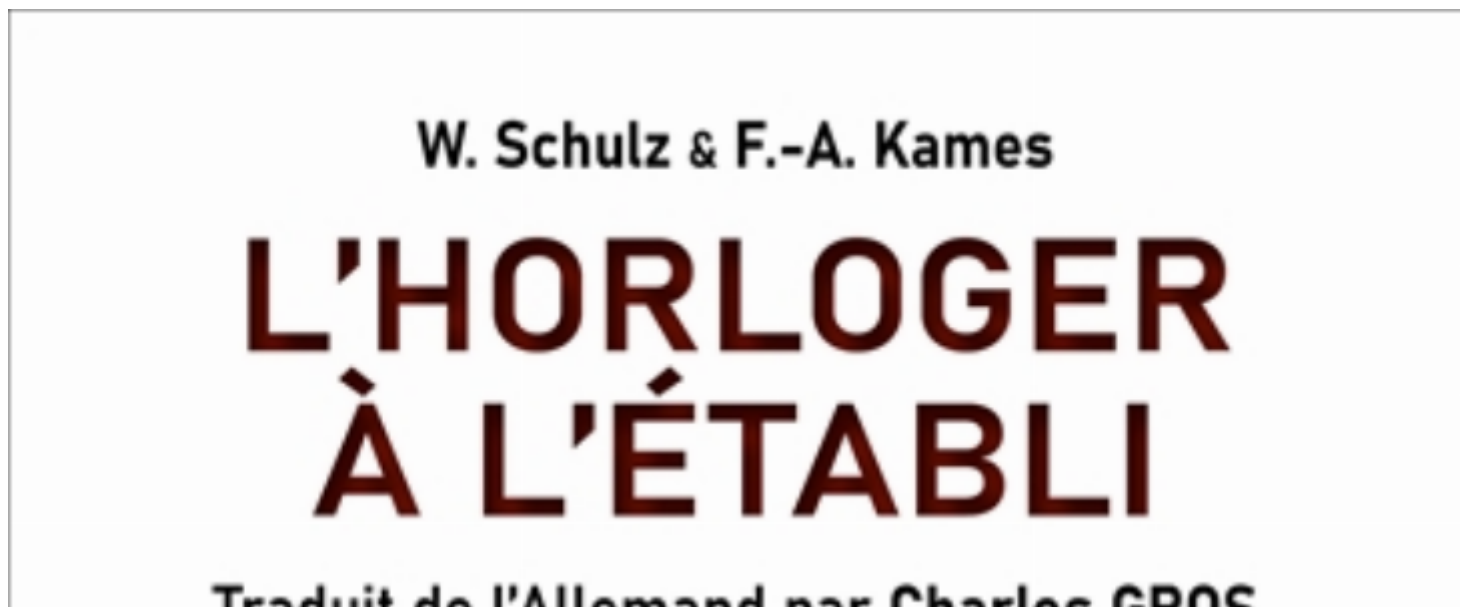 W. Schulz & F.-A. Kames
L'HORLOGER
À L'ÉTABLI
Traduit de l'Allemand par Charles GROS